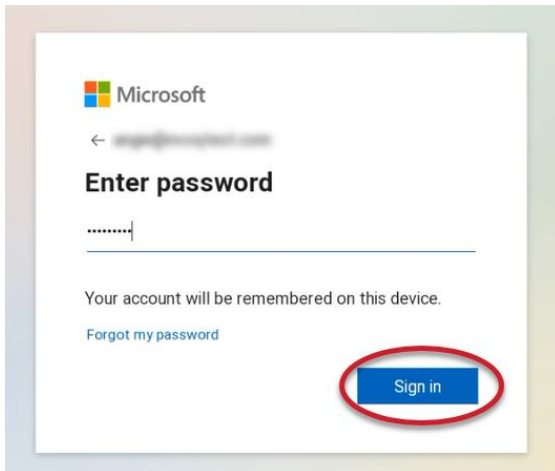 Microsoft
Enter password
•••••••••
Your account will be remembered on this device.
Forgot my password
Sign in